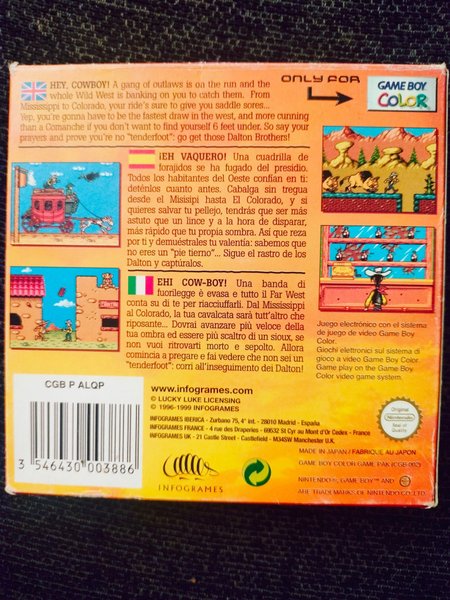 HEY, COWBOY! A gang of outlaws is on the run and the
whole Wild West is banking on you to catch them. From
Mississippi to Colorado, your ride's sure to give you saddle sores...
Yep, you're gonna have to be the fastest draw in the west, and more cunning
than a Comanche if you don't want to find yourself 6 feet under. So say your
prayers and prove you're no "tenderfoot": go get those Dalton Brothers!
ONLY FOR
GAME BOY
COLOR
¡EH VAQUERO! Una cuadrilla de
forajidos se ha fugado del presidio.
Todos los habitantes del Oeste confían en ti:
deténlos cuanto antes. Cabalga sin tregua
desde el Misisipi hasta El Colorado, y si
quieres salvar tu pellejo, tendrás que ser más
astuto que un lince y a la hora de disparar,
más rápido que tu propia sombra. Así que reza
por ti y demuéstrales tu valentía: sabemos que
no eres un "pie tierno"... Sigue el rastro de los
Dalton y captúralos.
EHI COW-BOY! Una banda di
fuorilegge è evasa e tutto il Far West
conta su di te per riacciuffarli. Dal Mississippi
al Colorado, la tua cavalcata sarà tutt'altro che
riposante... Dovrai avanzare più veloce della
tua ombra ed essere più scaltro di un sioux, se
non vuoi ritrovarti morto e sepolto. Allora
comincia a pregare e fai vedere che non sei un
"tenderfoot": corri all'inseguimento dei Dalton!
Juego electrónico con el sistema
de juego de video Game Boy
Color.
Giochi elettronici sul sistema di
gioco a video Game Boy Color.
Game play on the Game Boy
Color video game system.
CGB P ALQP
3 546430 003886
www.infogrames.com
© LUCKY LUKE LICENSING
© 1996-1999 INFOGRAMES
INFOGRAMES IBERICA - Zurbano 75, 4° ext. - 28010 Madrid - España
INFOGRAMES FRANCE - 4 rue des Draperies - 69632 St Cyr au Mont d'Or Cedex - France
INFOGRAMES UK - 21 Castle Street - Castlefield - M34SW Manchester U.K.
INFOGRAMES
Original
Nintendo
Seal of
Quality
MADE IN JAPAN / FABRIQUE AU JAPON
GAME BOY COLOR GAME PAK (CGB-002)
NINTENDO®, GAME BOY™ AND
ARE TRADEMARKS OF NINTENDO CO., LTD.